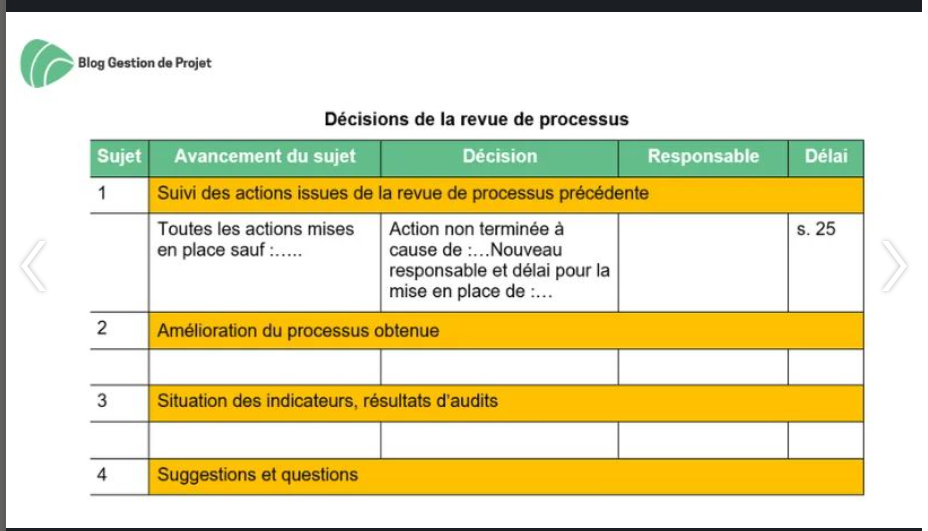 Blog Gestion de Projet
Décisions de la revue de processus
Sujet Avancement du sujet Décision Responsable Délai
1 Suivi des actions issues de la revue de processus précédente
Toutes les actions mises en place sauf :….. Action non terminée à cause de :…Nouveau responsable et délai pour la mise en place de :… s. 25
2 Amélioration du processus obtenue
3 Situation des indicateurs, résultats d'audits
4 Suggestions et questions